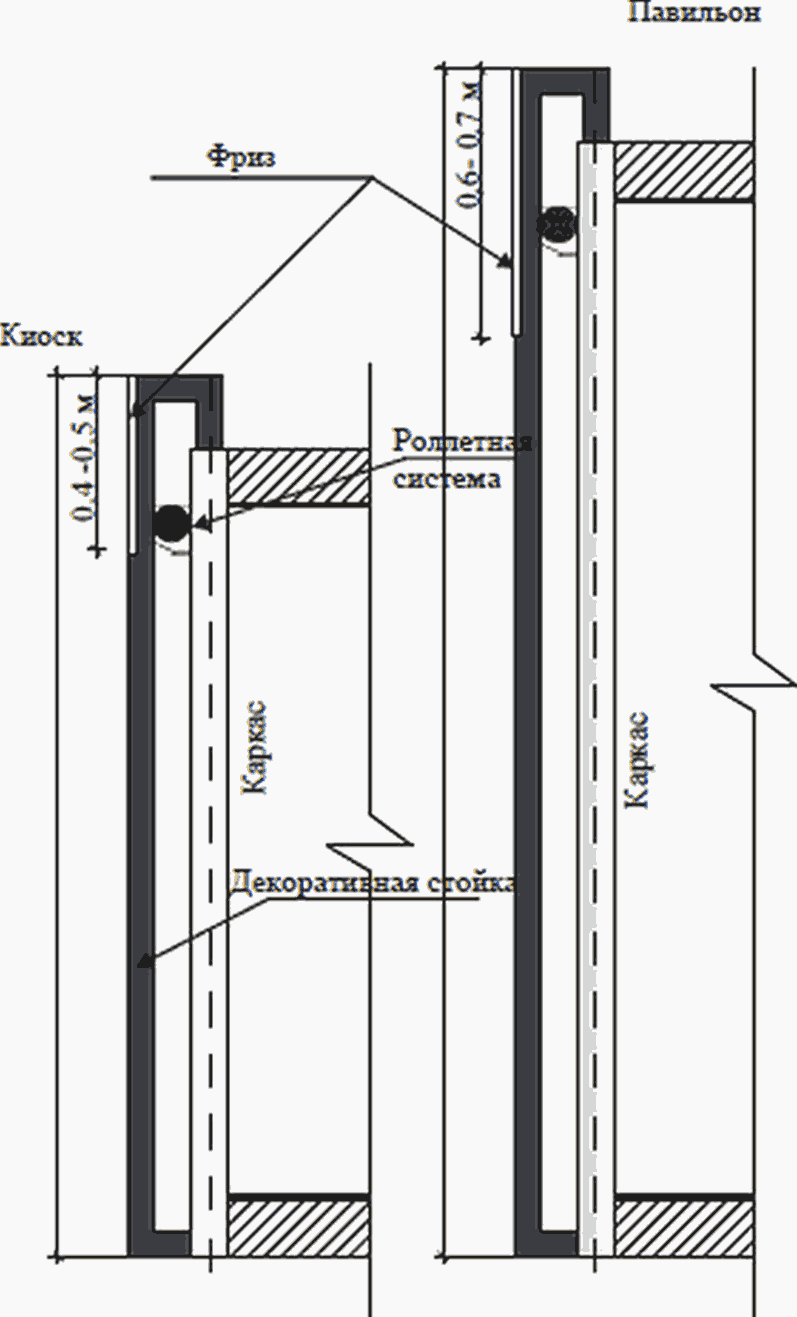 Павильон
0,6- 0,7 м
Фриз
Киоск
0.4 -0.5 м
Роллетная
система
Каркас
Каркас
Декоративная стойка